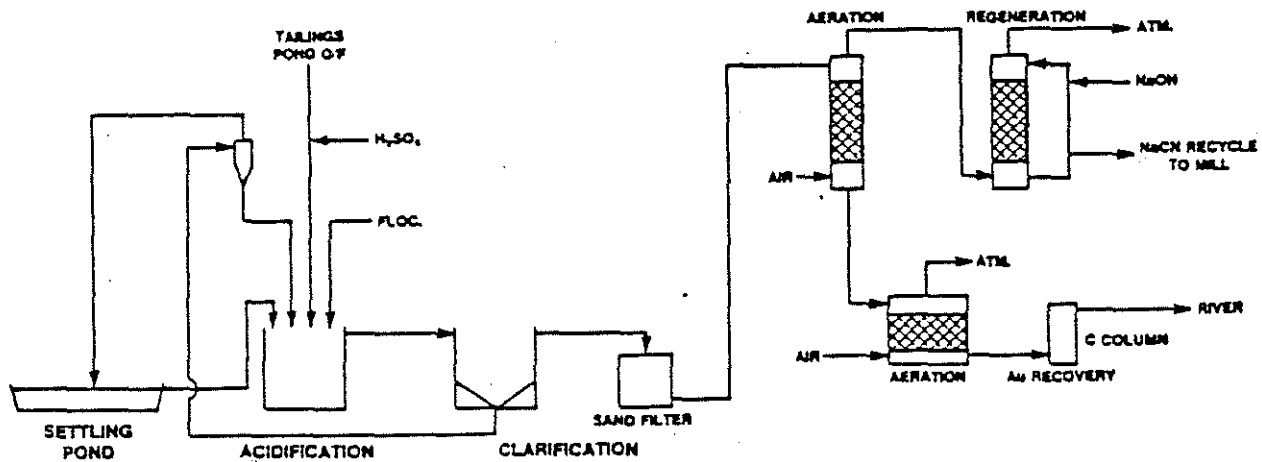 AERATION
REGENERATION
ATM.
TAILINGS
POND O/F
NaOH
H₂SO₄
NaCN RECYCLE
TO MILL
AIR
FLOC.
ATM.
RIVER
C COLUMN
AIR
AERATION
Au RECOVERY
SAND FILTER
SETTLING
POND
ACIDIFICATION
CLARIFICATION